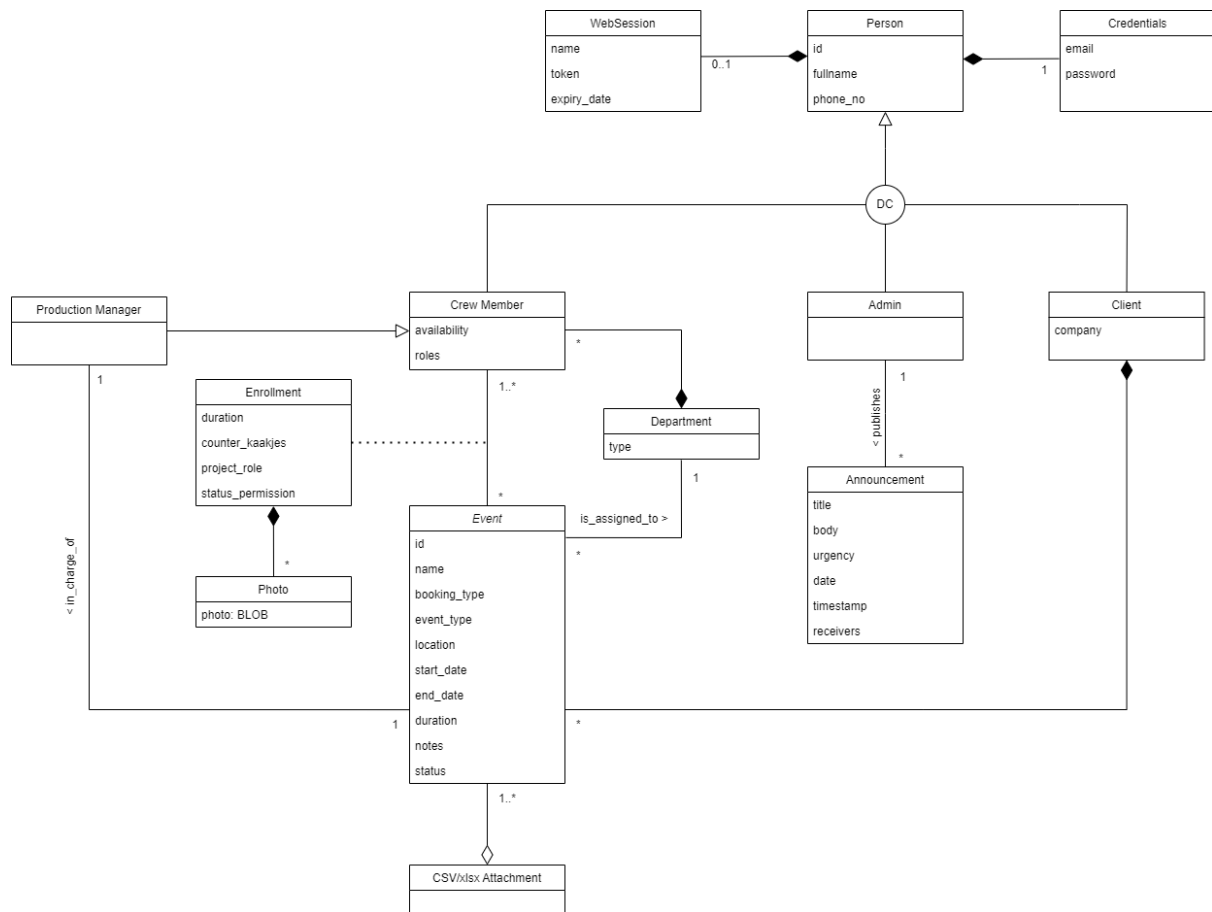 WebSession
name
token
expiry_date
0..1
Person
id
fullname
phone_no
Credentials
email
password
1
DC
Production Manager
1
Crew Member
availability
roles
*
1..*
Admin
1
Client
company
Enrollment
duration
counter_kaakjes
project_role
status_permission
*
Photo
photo: BLOB
Department
type
1
is_assigned_to >
*
< publishes
*
Announcement
title
body
urgency
date
timestamp
receivers
*
Event
id
name
booking_type
event_type
location
start_date
end_date
duration
notes
status
< in_charge_of
1
*
1..*
CSV/xlsx Attachment